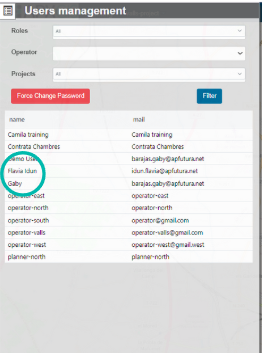 Users management
Roles All
Operator
Projects All
Force Change Password Filter
name mail
Camila training Camila training
Contrata Chambres Contrata Chambres
Demo User barajas.gaby@apfutura.net
Flavia Idun idun.flavia@apfutura.net
Gaby barajas.gaby@apfutura.net
operator-east operator-east
operator-north operator-north
operator-south operator@gmail.com
operator-valls operator-valls@gmail.com
operator-west operator-west@gmail.west
planner-north planner-north